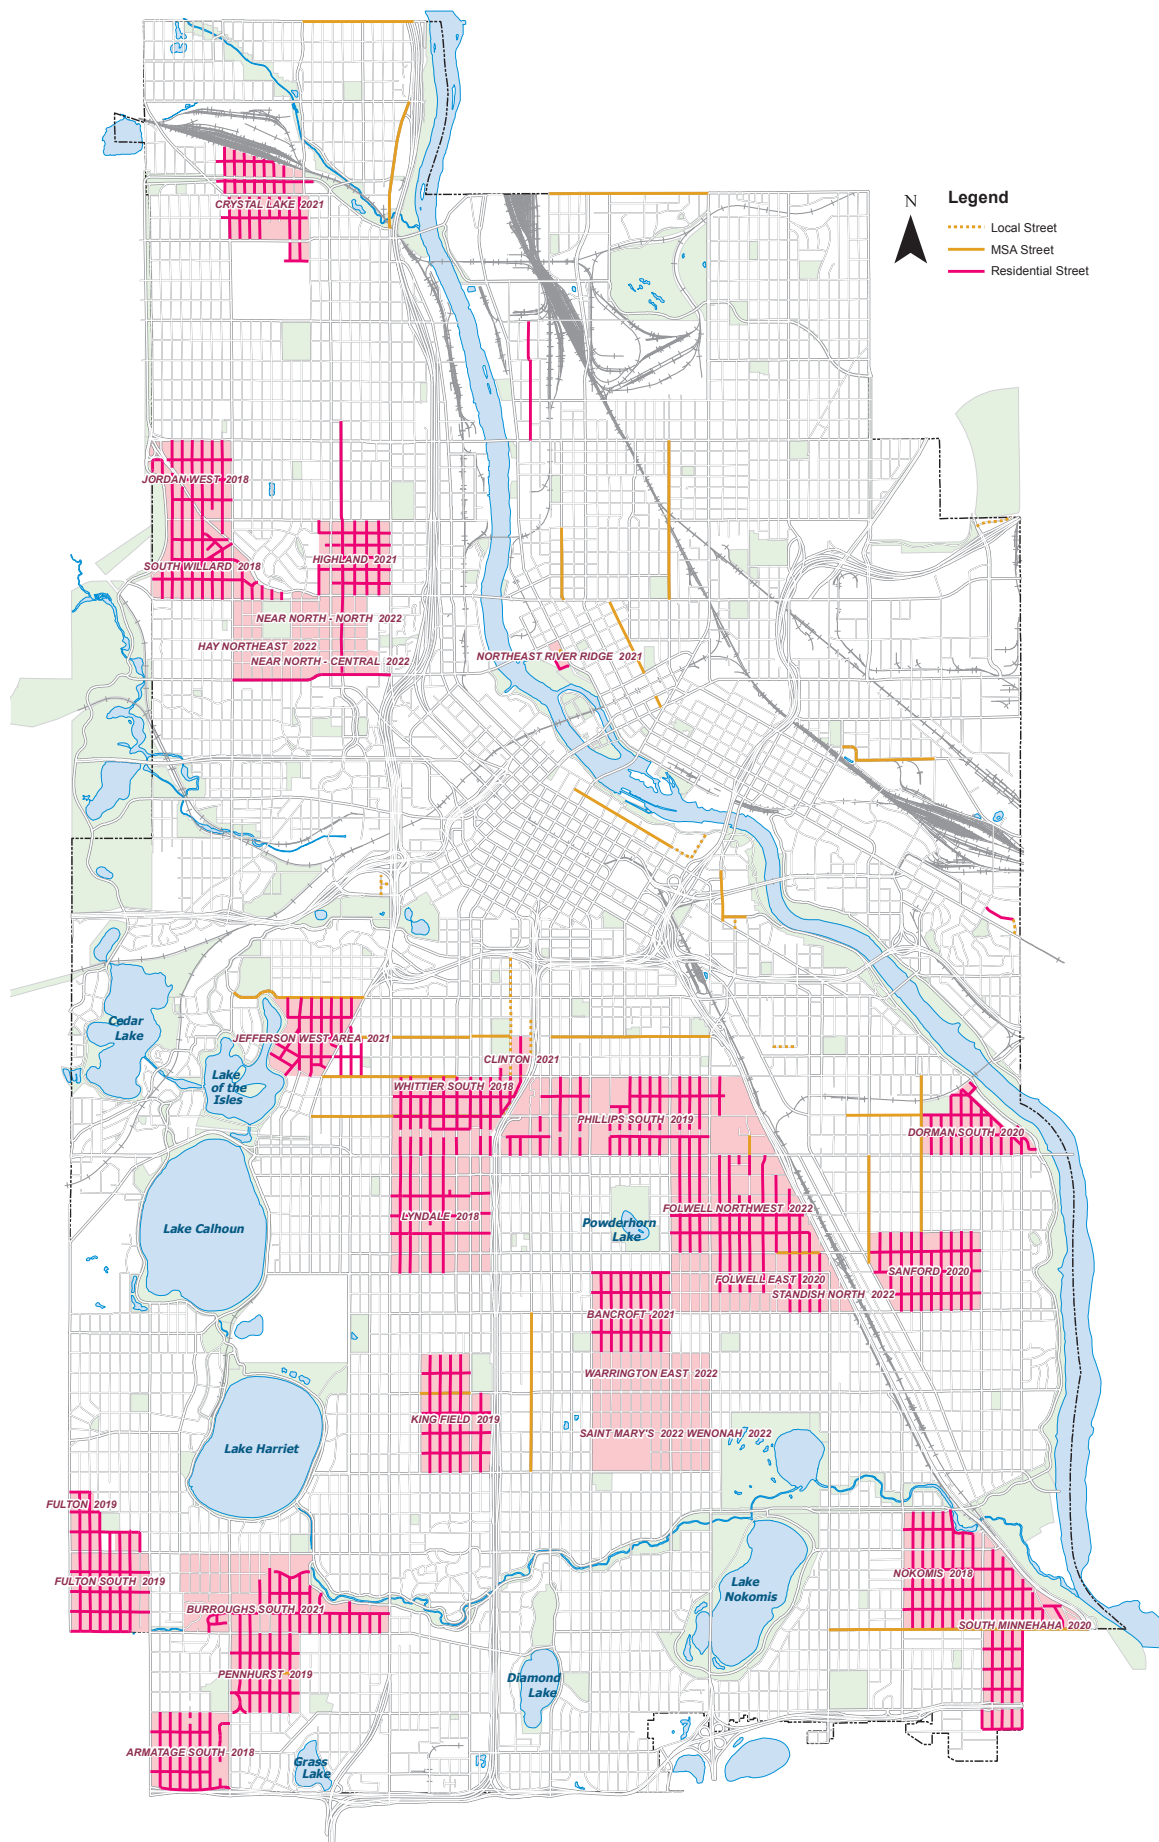 N
Legend
Local Street
MSA Street
Residential Street
CRYSTAL LAKE 2021
JORDAN WEST 2018
HIGHLAND 2021
SOUTH WILLARD 2018
NEAR NORTH - NORTH 2022
HAY NORTHEAST 2022
NEAR NORTH - CENTRAL 2022
NORTHEAST RIVER RIDGE 2021
Cedar
Lake
JEFFERSON WEST AREA 2021
CLINTON 2021
Lake
of the
Isles
WHITTIER SOUTH 2018
PHILLIPS SOUTH 2019
DORMAN SOUTH 2020
LYNDALE 2018
FOLWELL NORTHWEST 2022
Lake Calhoun
Powderhorn
Lake
SANFORD 2020
FOLWELL EAST 2020
STANDISH NORTH 2022
BANCROFT 2021
WARRINGTON EAST 2022
KING FIELD 2019
SAINT MARY'S 2022 WENONAH 2022
Lake Harriet
FULTON 2019
FULTON SOUTH 2019
NOKOMIS 2018
Lake
Nokomis
BURROUGHS SOUTH 2021
SOUTH MINNEHAHA 2020
PENNHURST 2019
Diamond
Lake
ARMATAGE SOUTH 2018
Grass
Lake